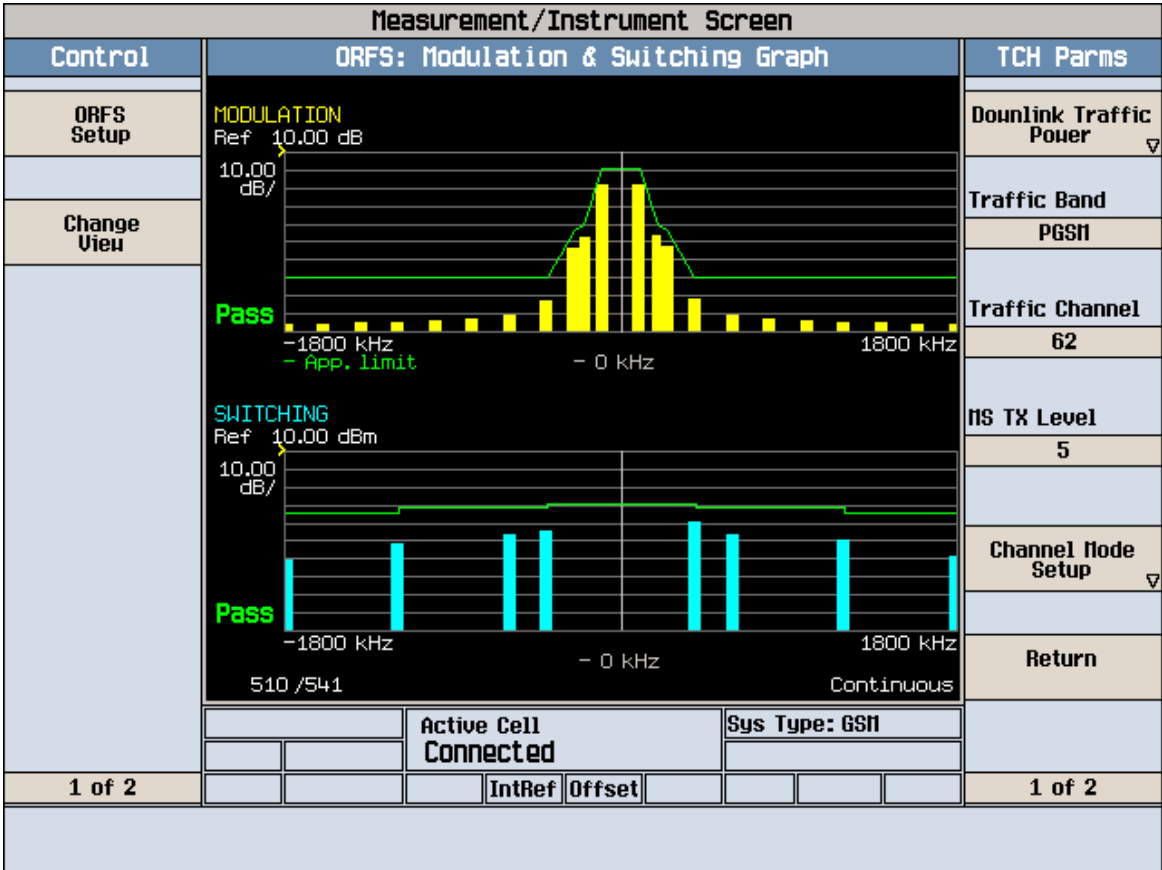 Measurement/Instrument Screen
Control
ORFS: Modulation & Switching Graph
TCH Parms
ORFS
Setup
Change
View
1 of 2
MODULATION
Ref 10.00 dB
10.00
dB/
Pass
-1800 kHz
1800 kHz
- App. limit
- 0 kHz
SWITCHING
Ref 10.00 dBm
10.00
dB/
Pass
-1800 kHz
1800 kHz
- 0 kHz
510 /541
Continuous
Active Cell
Connected
Sys Type: GSM
IntRef
Offset
Downlink Traffic
Power
Traffic Band
PGSM
Traffic Channel
62
MS TX Level
5
Channel Mode
Setup
Return
1 of 2